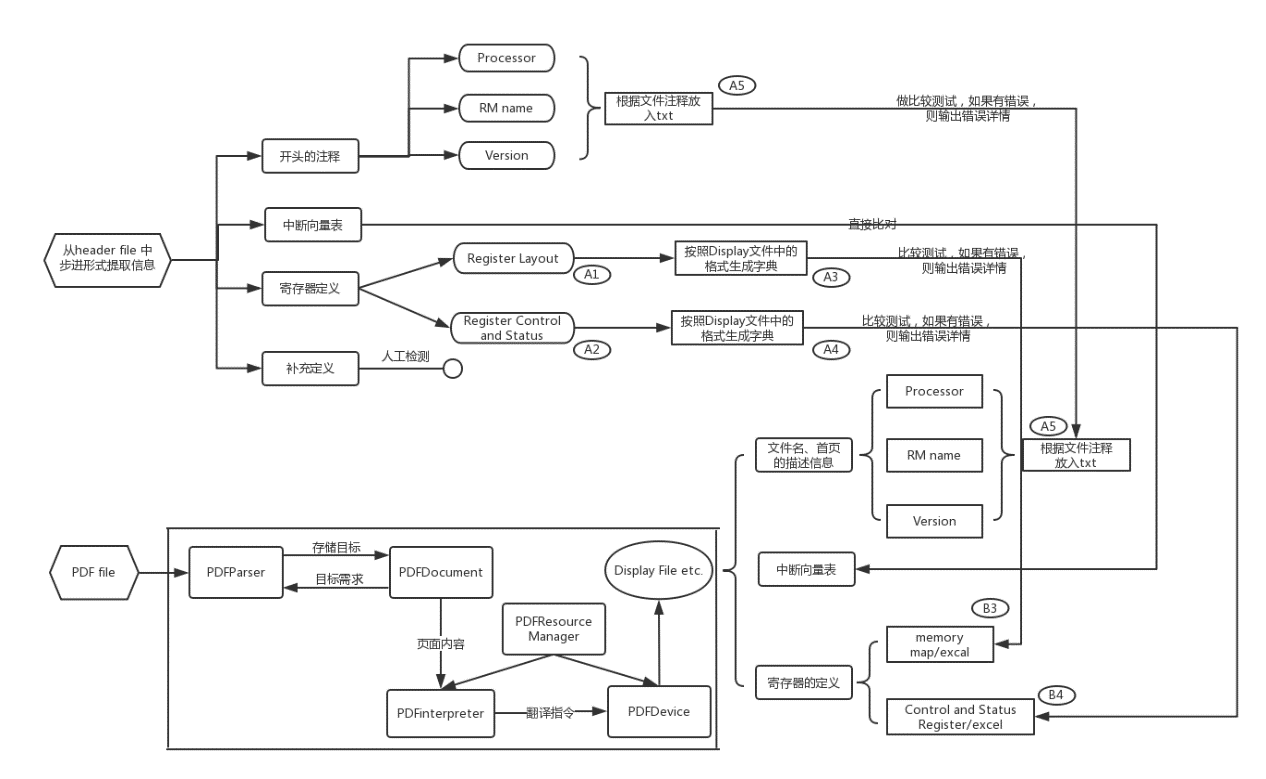 Processor
A5
RM name
根据文件注释放
入txt
做比较测试，如果有错误，
则输出错误详情
开头的注释
Version
中断向量表
直接比对
从header file 中
步进形式提取信息
Register Layout
A1
按照Display文件中的
格式生成字典
A3
比较测试，如果有错误，
则输出错误详情
寄存器定义
Register Control
and Status
A2
按照Display文件中的
格式生成字典
A4
比较测试，如果有错误，
则输出错误详情
补充定义
人工检测
Processor
A5
文件名、首页
的描述信息
RM name
根据文件注释
放入txt
Version
PDF file
PDFParser
存储目标
目标需求
PDFDocument
Display File etc.
中断向量表
页面内容
PDFResource
Manager
B3
memory
map/excal
寄存器的定义
B4
PDFinterpreter
翻译指令
PDFDevice
Control and Status
Register/excel